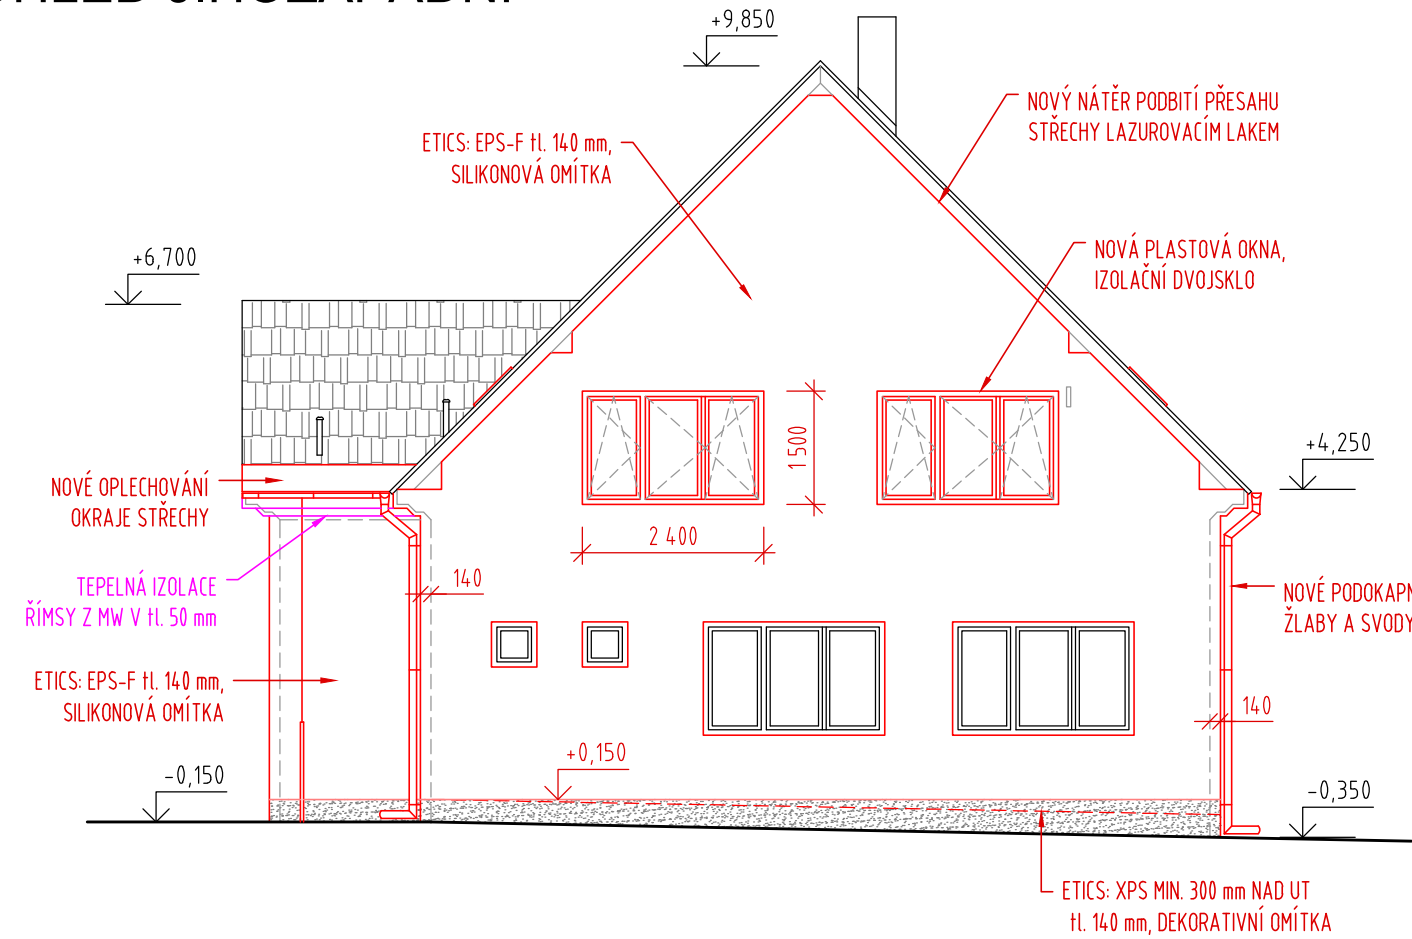 +9,850
NOVÝ NÁTĚR PODBITÍ PŘESAHU
STŘECHY LAZUROVACÍM LAKEM
ETICS: EPS-F tl. 140 mm,
SILIKONOVÁ OMÍTKA
+6,700
NOVÁ PLASTOVÁ OKNA,
IZOLAČNÍ DVOJSKLO
1 500
+4,250
NOVÉ OPLECHOVÁNÍ
OKRAJE STŘECHY
2 400
TEPELNÁ IZOLACE
ŘÍMSY Z MW V tl. 50 mm
140
NOVÉ
ŽLABY A SVODY
ETICS: EPS-F tl. 140 mm,
SILIKONOVÁ OMÍTKA
140
+0,150
-0,150
-0,350
ETICS: XPS MIN. 300 mm NAD UT
tl. 140 mm, DEKORATIVNÍ OMÍTKA